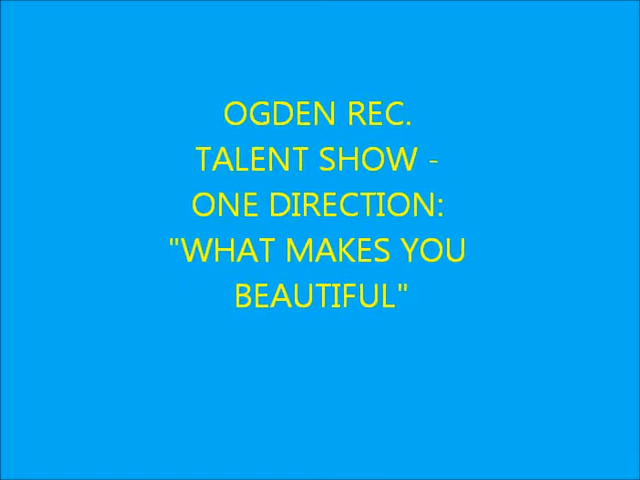 OGDEN REC.
TALENT SHOW -
ONE DIRECTION:
"WHAT MAKES YOU
BEAUTIFUL"